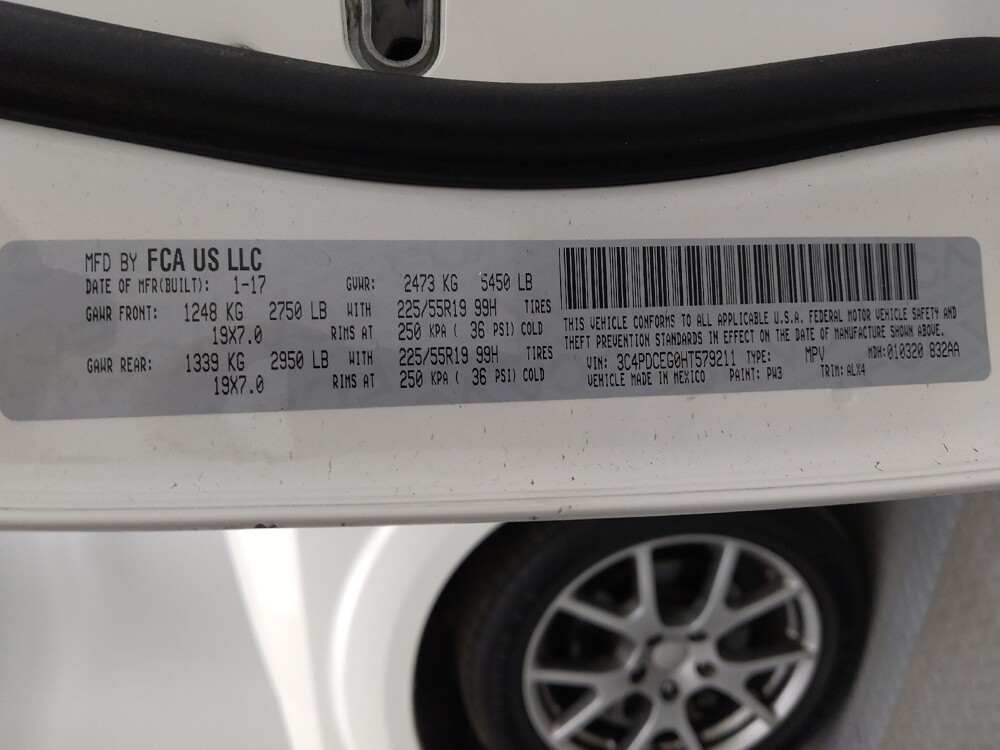 MFD BY FCA US LLC
DATE OF MFR(BUILT): 1-17 GVWR: 2473 KG 5450 LB
GAWR FRONT: 1248 KG 2750 LB WITH 225/55R19 99H TIRES
19X7.0 RIMS AT 250 KPA ( 36 PSI) COLD
GAWR REAR: 1339 KG 2950 LB WITH 225/55R19 99H TIRES
19X7.0 RIMS AT 250 KPA ( 36 PSI) COLD
THIS VEHICLE CONFORMS TO ALL APPLICABLE U.S.A. FEDERAL MOTOR VEHICLE SAFETY AND
THEFT PREVENTION STANDARDS IN EFFECT ON THE DATE OF MANUFACTURE SHOWN ABOVE.
VIN: 3C4PDCEG0HT579211 TYPE: MPV MDH: 010320 832AA
VEHICLE MADE IN MEXICO PAINT: PW3 TRIM: ALX4